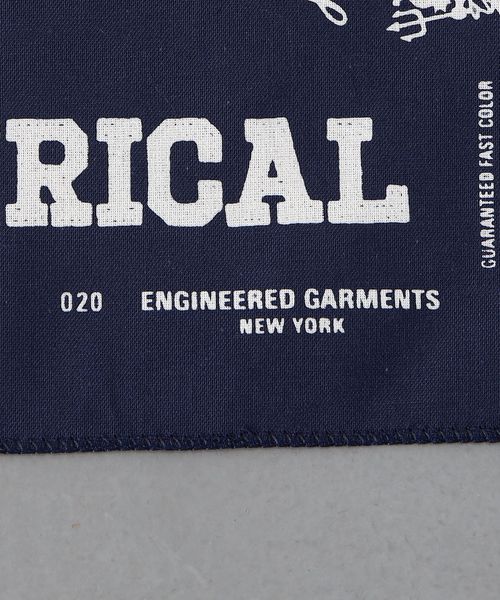 RICAL
020 ENGINEERED GARMENTS
NEW YORK
GUARANTEED FAST COLOR